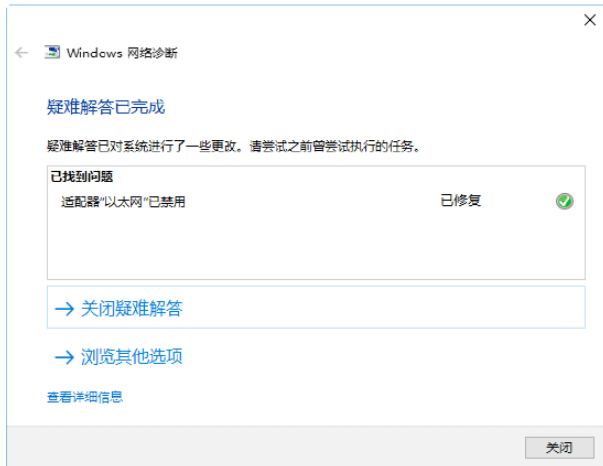 Windows 网络诊断
疑难解答已完成
疑难解答已对系统进行了一些更改。请尝试之前曾尝试执行的任务。
已找到问题
适配器“以太网”已禁用 已修复
→ 关闭疑难解答
→ 浏览其他选项
查看详细信息
关闭